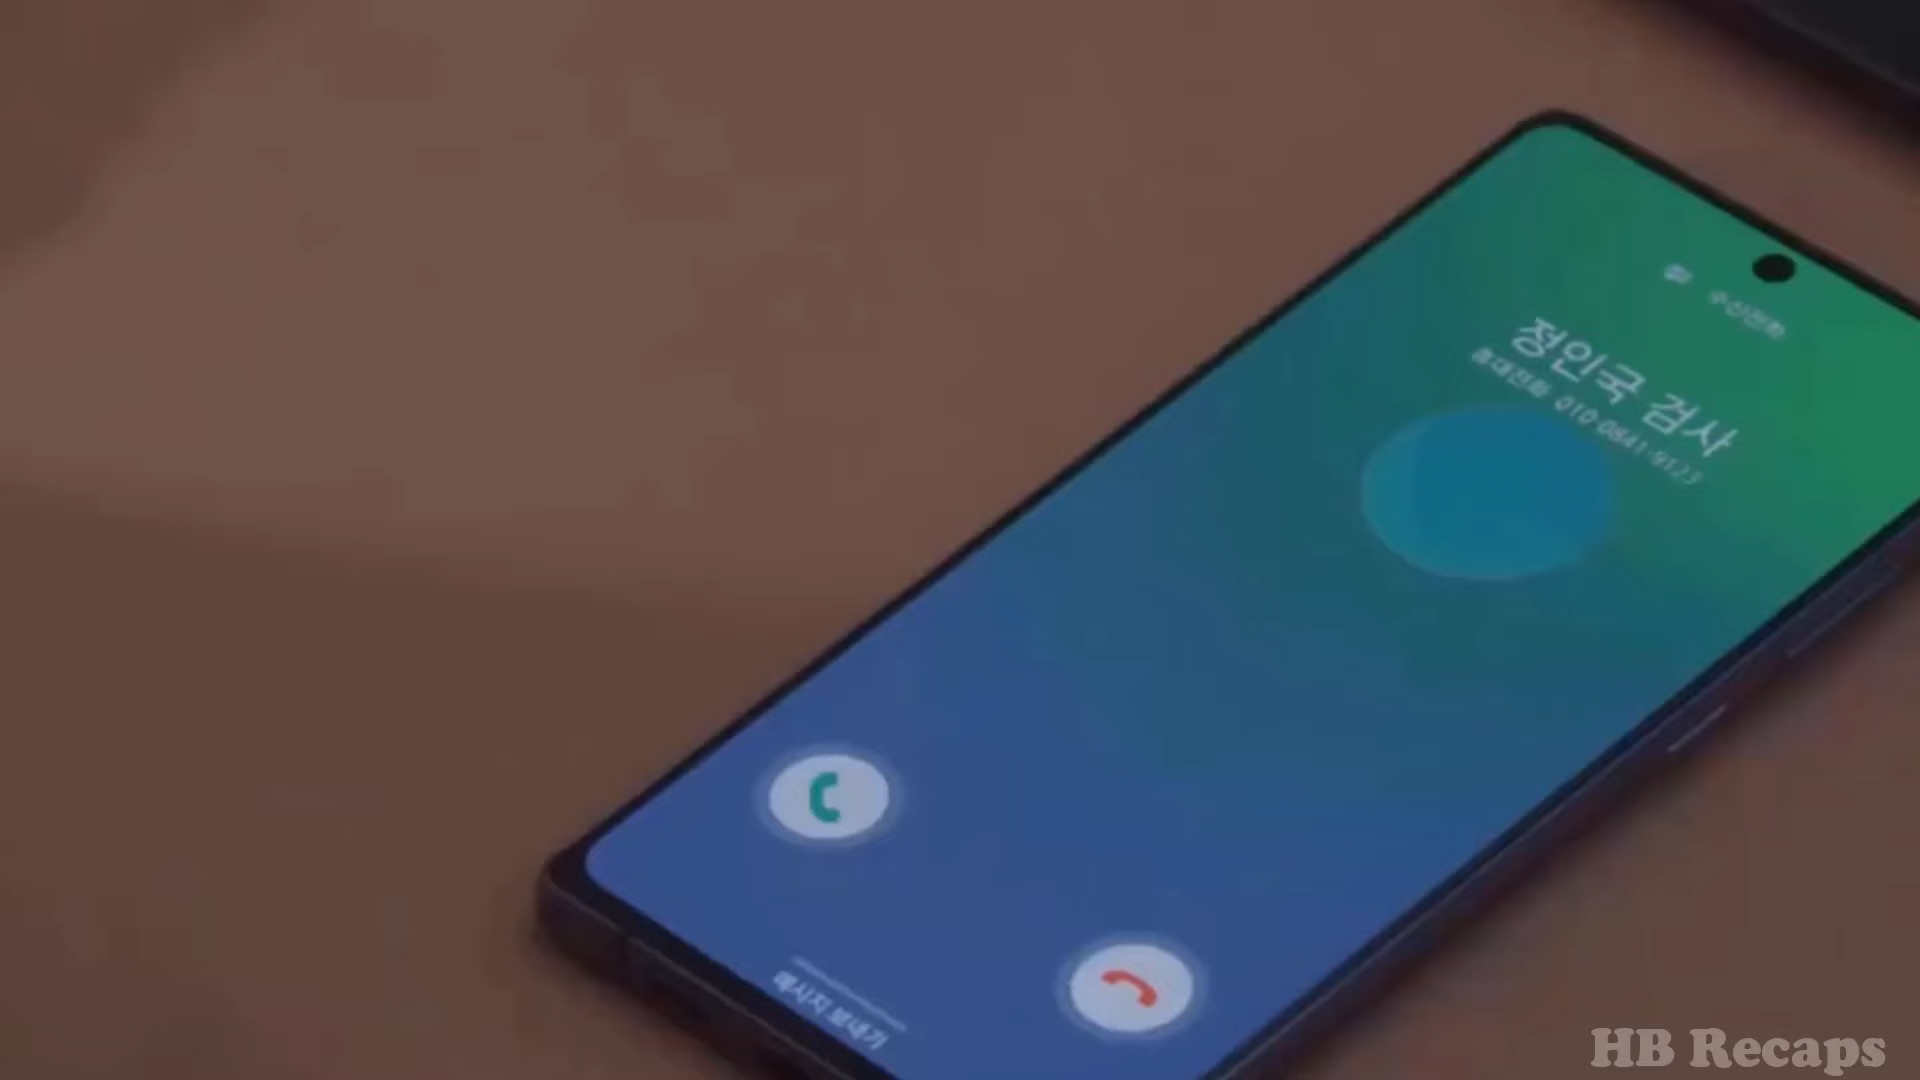 수신전화
정인국 검사
휴대전화 010-0841-9123
메시지 보내기
HB Recaps